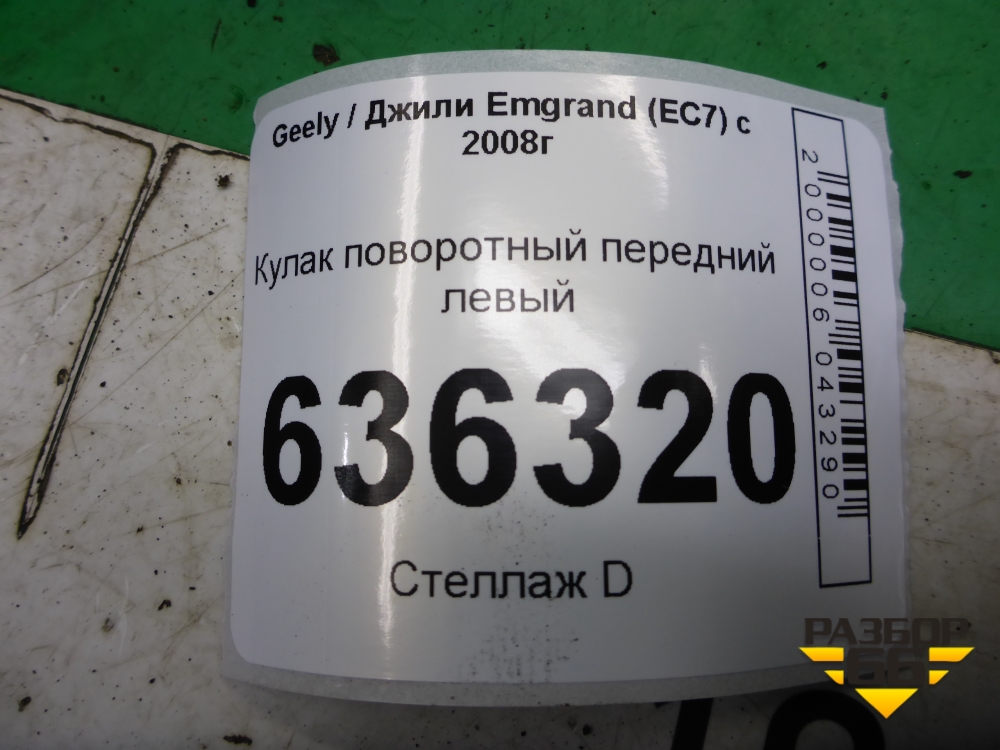 Geely / Джили Emgrand (EC7) с
2008г
Кулак поворотный передний
левый
636320
Стеллаж D
2000006043290
РАЗБОР
66